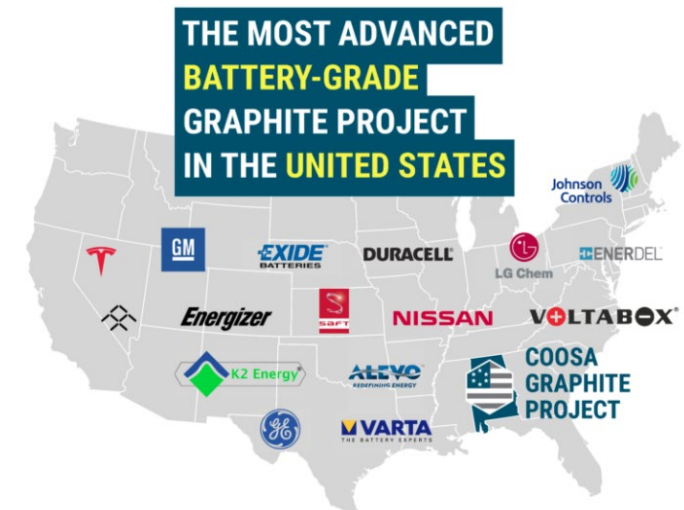 THE MOST ADVANCED
BATTERY-GRADE
GRAPHITE PROJECT
IN THE UNITED STATES
Johnson
Controls
GM
EXIDE®
BATTERIES
DURACELL®
LG Chem
ENERDEL
Energizer
saft
NISSAN
VOLTABOX®
K2 Energy®
ALEVO
REDEFINING ENERGY
COOSA
GRAPHITE
PROJECT
GE
VARTA
THE BATTERY EXPERTS